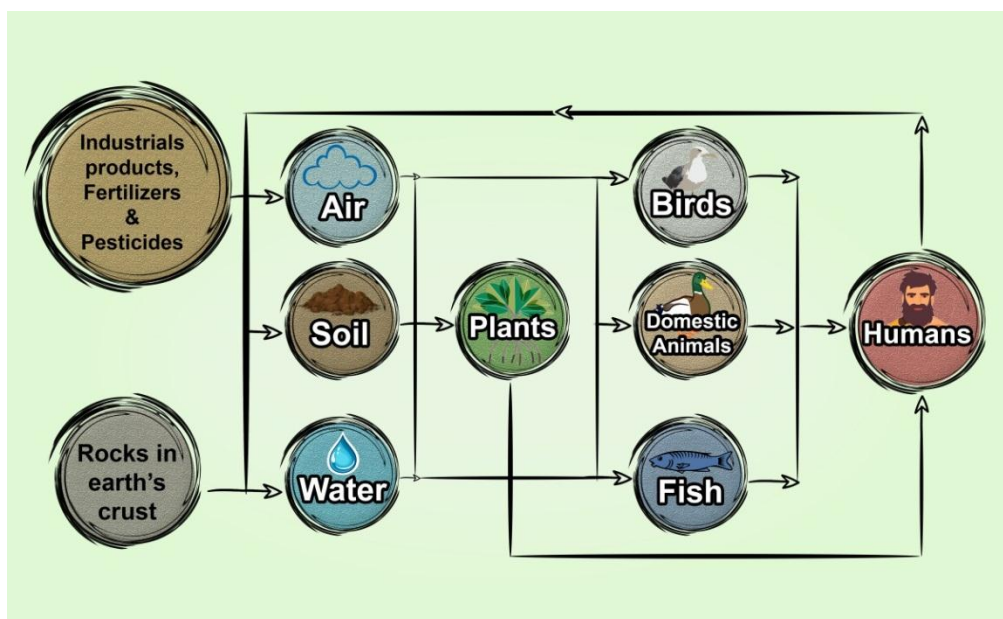 Industrials
products,
Fertilizers
&
Pesticides
Air
Birds
Soil
Plants
Domestic
Animals
Humans
Rocks in
earth's
crust
Water
Fish